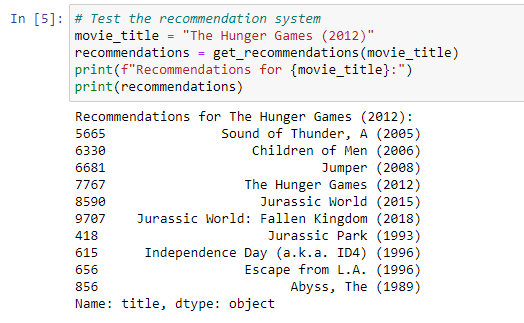 In [5]: # Test the recommendation system
movie_title = "The Hunger Games (2012)"
recommendations = get_recommendations(movie_title)
print(f"Recommendations for {movie_title}:")
print(recommendations)
Recommendations for The Hunger Games (2012):
5665 Sound of Thunder, A (2005)
6330 Children of Men (2006)
6681 Jumper (2008)
7767 The Hunger Games (2012)
8590 Jurassic World (2015)
9707 Jurassic World: Fallen Kingdom (2018)
418 Jurassic Park (1993)
615 Independence Day (a.k.a. ID4) (1996)
656 Escape from L.A. (1996)
856 Abyss, The (1989)
Name: title, dtype: object